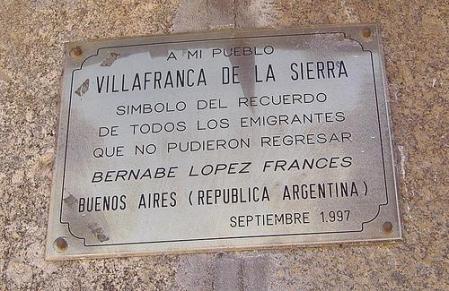 A MI PUEBLO
VILLAFRANCA DE LA SIERRA
SIMBOLO DEL RECUERDO
DE TODOS LOS EMIGRANTES
QUE NO PUDIERON REGRESAR
BERNABE LOPEZ FRANCES
BUENOS AIRES (REPUBLICA ARGENTINA)
SEPTIEMBRE 1.997